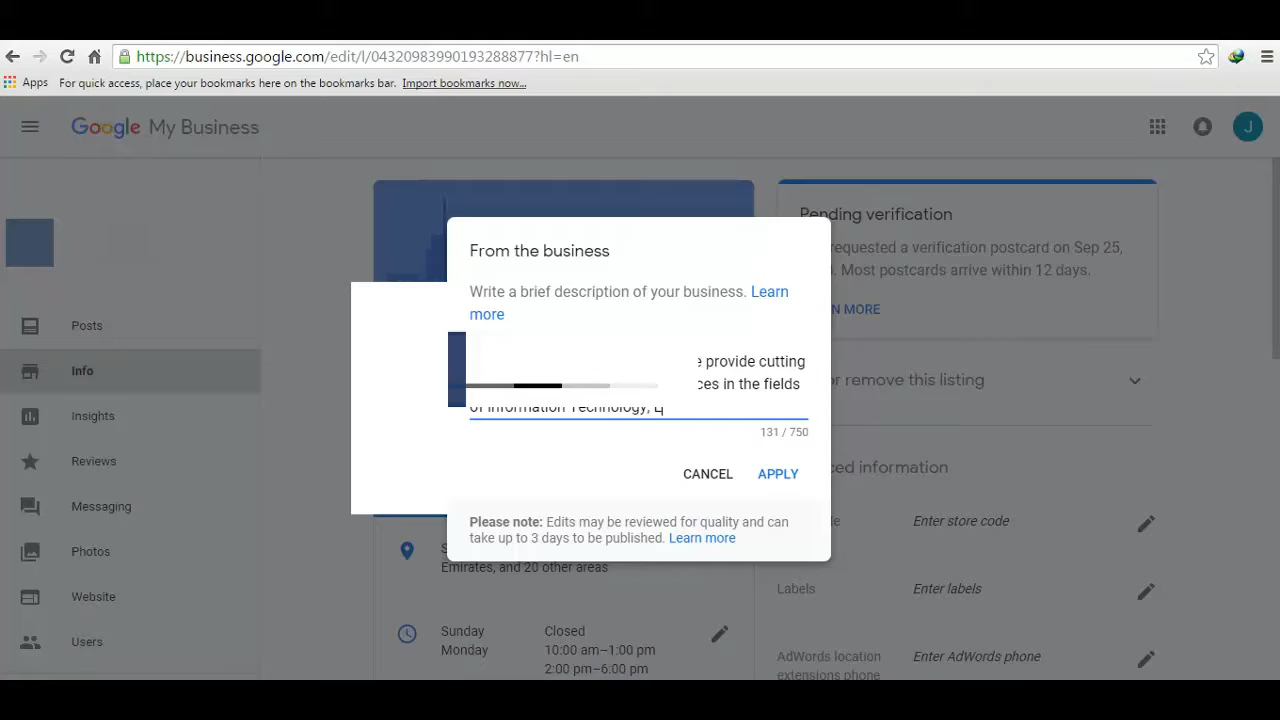 https://business.google.com/edit/l/04320983990193288877?hl=en
Apps For quick access, place your bookmarks here on the bookmarks bar. Import bookmarks now...
Google My Business
J
Posts
Info
Insights
Reviews
Messaging
Photos
Website
Users
From the business
Write a brief description of your business. Learn
more
provide cutting
in the fields
of Information Technology,
131 / 750
CANCEL APPLY
Please note: Edits may be reviewed for quality and can
take up to 3 days to be published. Learn more
Pending verification
requested a verification postcard on Sep 25,
Most postcards arrive within 12 days.
MORE
or remove this listing
information
Enter store code
Labels Enter labels
AdWords location Enter AdWords phone
extensions phone
Emirates, and 20 other areas
Sunday Closed
Monday 10:00 am–1:00 pm
2:00 pm–6:00 pm